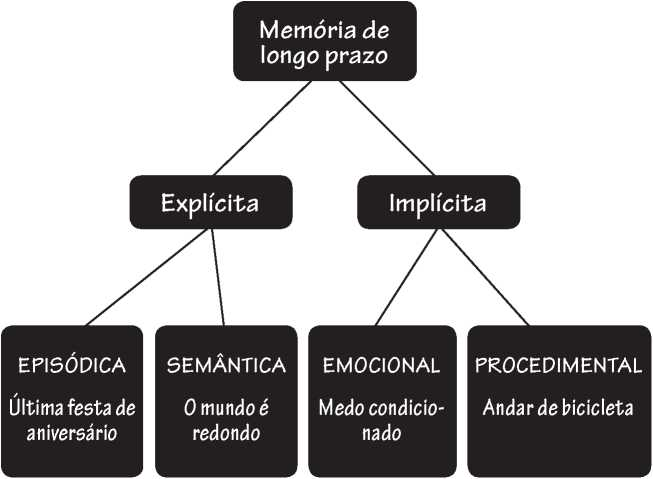 Memória de
longo prazo
Explícita
Implícita
EPISÓDICA
Última festa de
aniversário
SEMÂNTICA
O mundo é
redondo
EMOCIONAL
Medo condicio-
nado
PROCEDIMENTAL
Andar de bicicleta